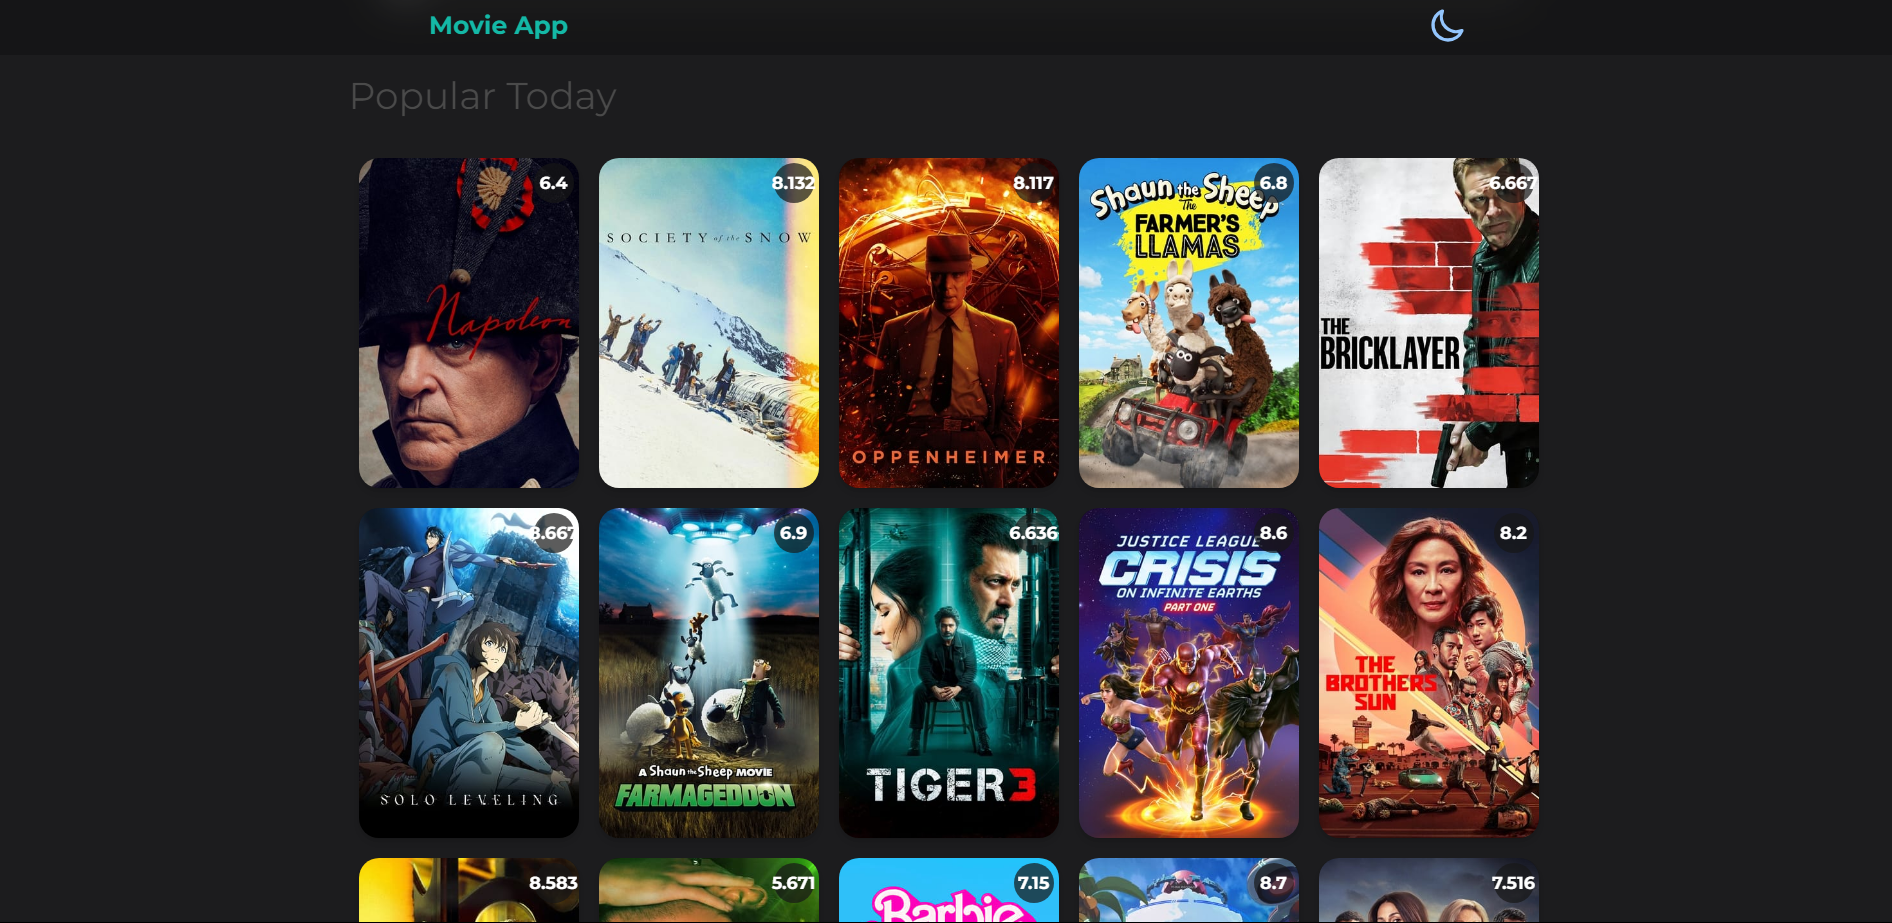 Movie App
Popular Today
6.4
Napoleon
8.132
SOCIETY of the SNOW
8.117
OPPENHEIMER
6.8
Shaun the Sheep
The
FARMER'S
LLAMAS
6.667
THE
BRICKLAYER
8.667
SOLO LEVELING
6.9
A Shaun the Sheep MOVIE
FARMAGEDDON
6.636
TIGER 3
8.6
JUSTICE LEAGUE
CRISIS
ON INFINITE EARTHS
PART ONE
8.2
THE
BROTHERS
SUN
8.583
5.671
7.15
Barbie
8.7
7.516